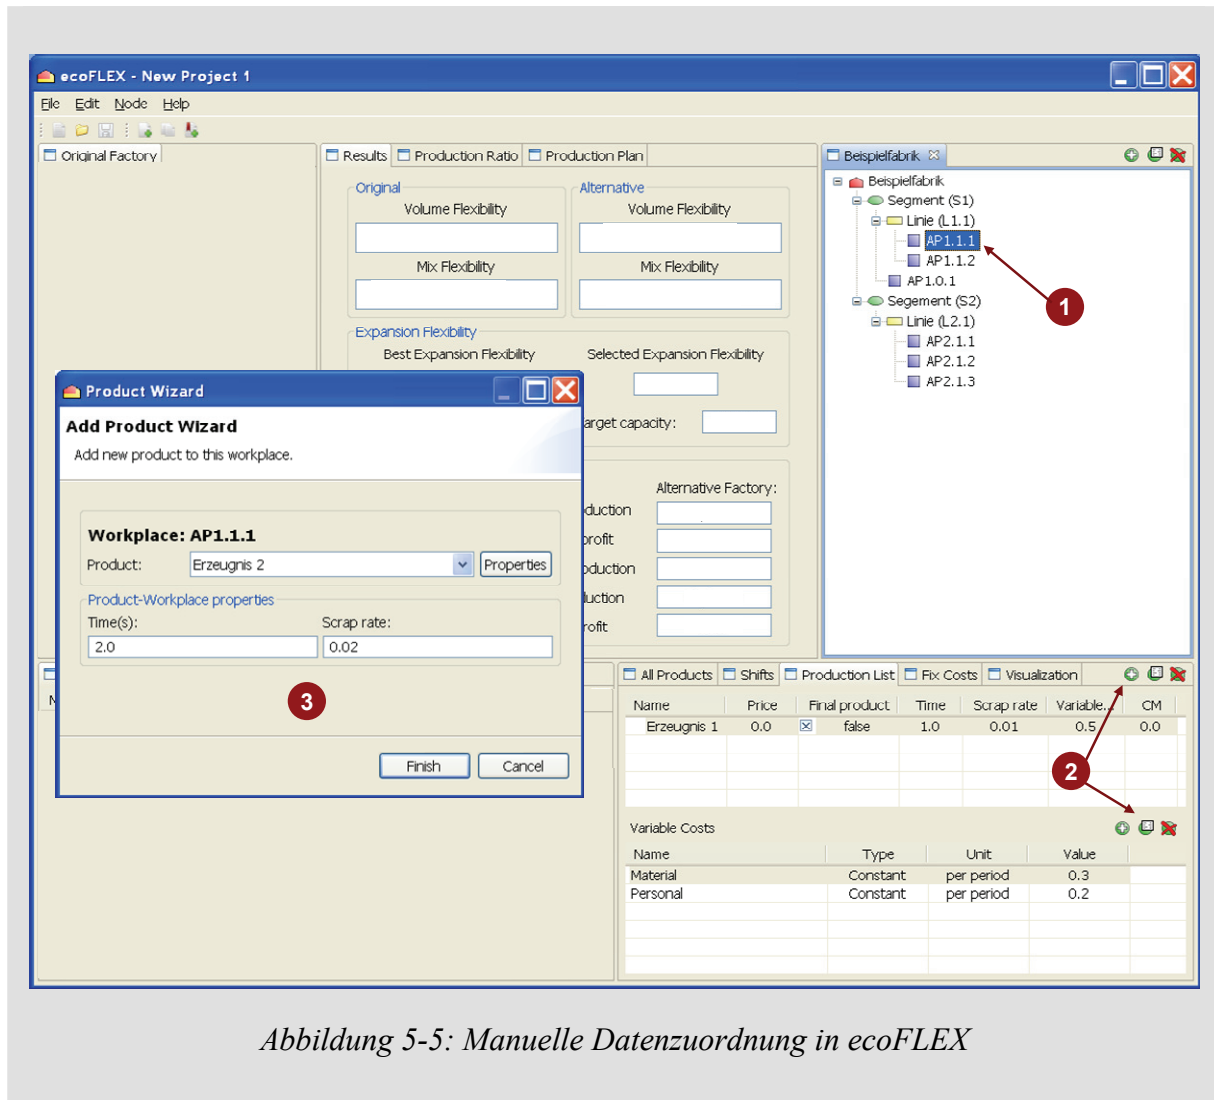 ecoFLEX - New Project 1
File Edit Node Help
Original Factory
Results Production Ratio Production Plan
Beispielfabrik
Original
Volume Flexibility
Mix Flexibility
Alternative
Volume Flexibility
Mix Flexibility
Expansion Flexibility
Best Expansion Flexibility
Selected Expansion Flexibility
arget capacity:
Alternative Factory:
duction
profit
oduction
luction
rofit
Beispielfabrik
Segment (S1)
Linie (L1.1)
AP1.1.1
AP1.1.2
AP1.0.1
Segement (S2)
Linie (L2.1)
AP2.1.1
AP2.1.2
AP2.1.3
1
Product Wizard
Add Product Wizard
Add new product to this workplace.
Workplace: AP1.1.1
Product: Erzeugnis 2 Properties
Product-Workplace properties
Time(s): Scrap rate:
2.0 0.02
3
Finish Cancel
N
All Products Shifts Production List Fix Costs Visualization
Name Price Final product Time Scrap rate Variable... CM
Erzeugnis 1 0.0 false 1.0 0.01 0.5 0.0
2
Variable Costs
Name Type Unit Value
Material Constant per period 0.3
Personal Constant per period 0.2
Abbildung 5-5: Manuelle Datenzuordnung in ecoFLEX